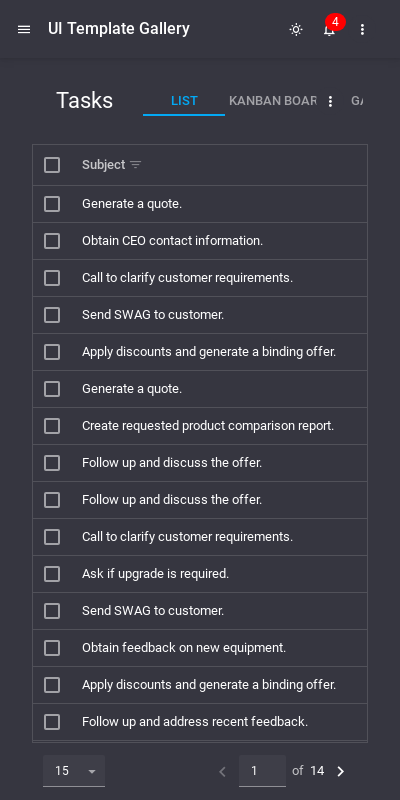 UI Template Gallery
4
Tasks
LIST
KANBAN BOAR
GA
Subject
Generate a quote.
Obtain CEO contact information.
Call to clarify customer requirements.
Send SWAG to customer.
Apply discounts and generate a binding offer.
Generate a quote.
Create requested product comparison report.
Follow up and discuss the offer.
Follow up and discuss the offer.
Call to clarify customer requirements.
Ask if upgrade is required.
Send SWAG to customer.
Obtain feedback on new equipment.
Apply discounts and generate a binding offer.
Follow up and address recent feedback.
15
1 of 14